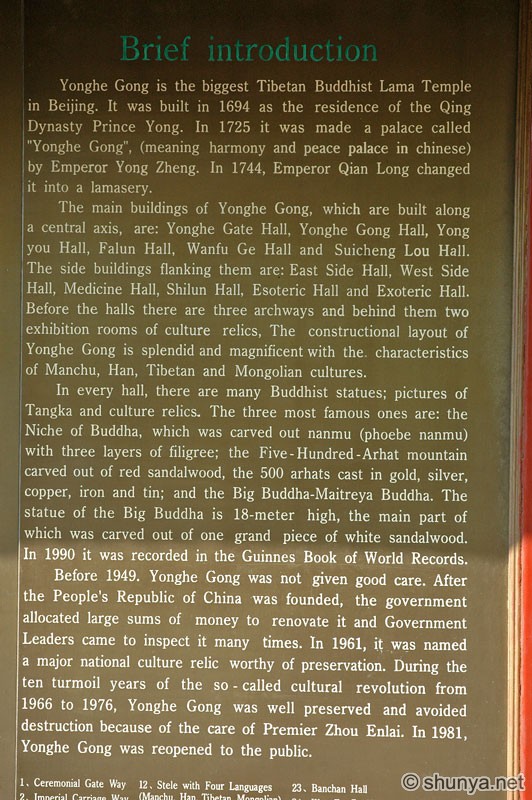 Brief introduction
Yonghe Gong is the biggest Tibetan Buddhist Lama Temple
in Beijing. It was built in 1694 as the residence of the Qing
Dynasty Prince Yong. In 1725 it was made a palace called
"Yonghe Gong", (meaning harmony and peace palace in chinese)
by Emperor Yong Zheng. In 1744, Emperor Qian Long changed
it into a lamasery.
The main buildings of Yonghe Gong, which are built along
a central axis, are: Yonghe Gate Hall, Yonghe Gong Hall, Yong
you Hall, Falun Hall, Wanfu Ge Hall and Suicheng Lou Hall.
The side buildings flanking them are: East Side Hall, West Side
Hall, Medicine Hall, Shilun Hall, Esoteric Hall and Exoteric Hall.
Before the halls there are three archways and behind them two
exhibition rooms of culture relics, The constructional layout of
Yonghe Gong is splendid and magnificent with the characteristics
of Manchu, Han, Tibetan and Mongolian cultures.
In every hall, there are many Buddhist statues; pictures of
Tangka and culture relics. The three most famous ones are: the
Niche of Buddha, which was carved out nanmu (phoebe nanmu)
with three layers of filigree; the Five-Hundred-Arhat mountain
carved out of red sandalwood, the 500 arhats cast in gold, silver,
copper, iron and tin; and the Big Buddha-Maitreya Buddha. The
statue of the Big Buddha is 18-meter high, the main part of
which was carved out of one grand piece of white sandalwood.
In 1990 it was recorded in the Guinnes Book of World Records.
Before 1949. Yonghe Gong was not given good care. After
the People's Republic of China was founded, the government
allocated large sums of money to renovate it and Government
Leaders came to inspect it many times. In 1961, it was named
a major national culture relic worthy of preservation. During the
ten turmoil years of the so-called cultural revolution from
1966 to 1976, Yonghe Gong was well preserved and avoided
destruction because of the care of Premier Zhou Enlai. In 1981,
Yonghe Gong was reopened to the public.
1、Ceremonial Gate Way 12、Stele with Four Languages 23、Banchan Hall
2、Imperial Carriage Way (Manchu, Han, Tibetan, Mongolian)
© shunya.net